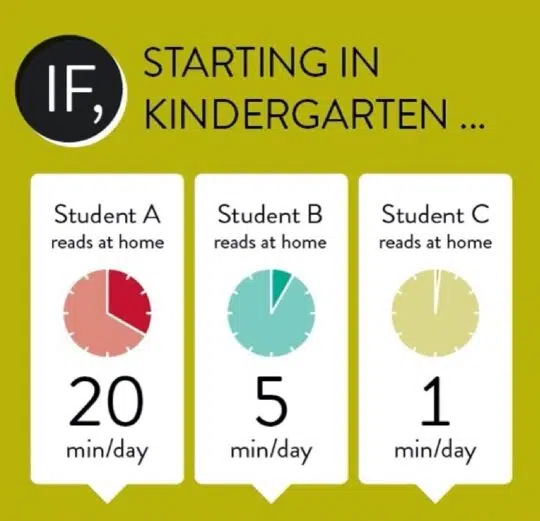 IF,
STARTING IN
KINDERGARTEN ...
Student A
reads at home
20
min/day
Student B
reads at home
5
min/day
Student C
reads at home
1
min/day